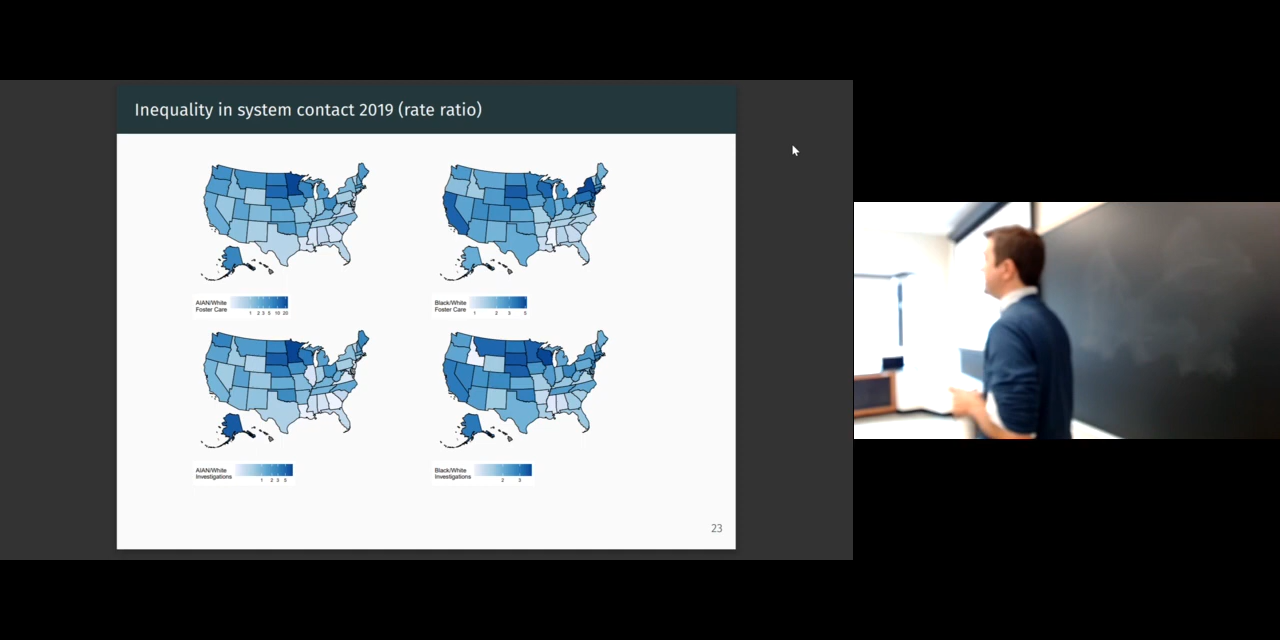 Inequality in system contact 2019 (rate ratio)
AIAN/White
Foster Care
1 2 3 5 10 20
Black/White
Foster Care
1 2 3 5
AIAN/White
Investigations
1 2 3 5
Black/White
Investigations
2 3
23